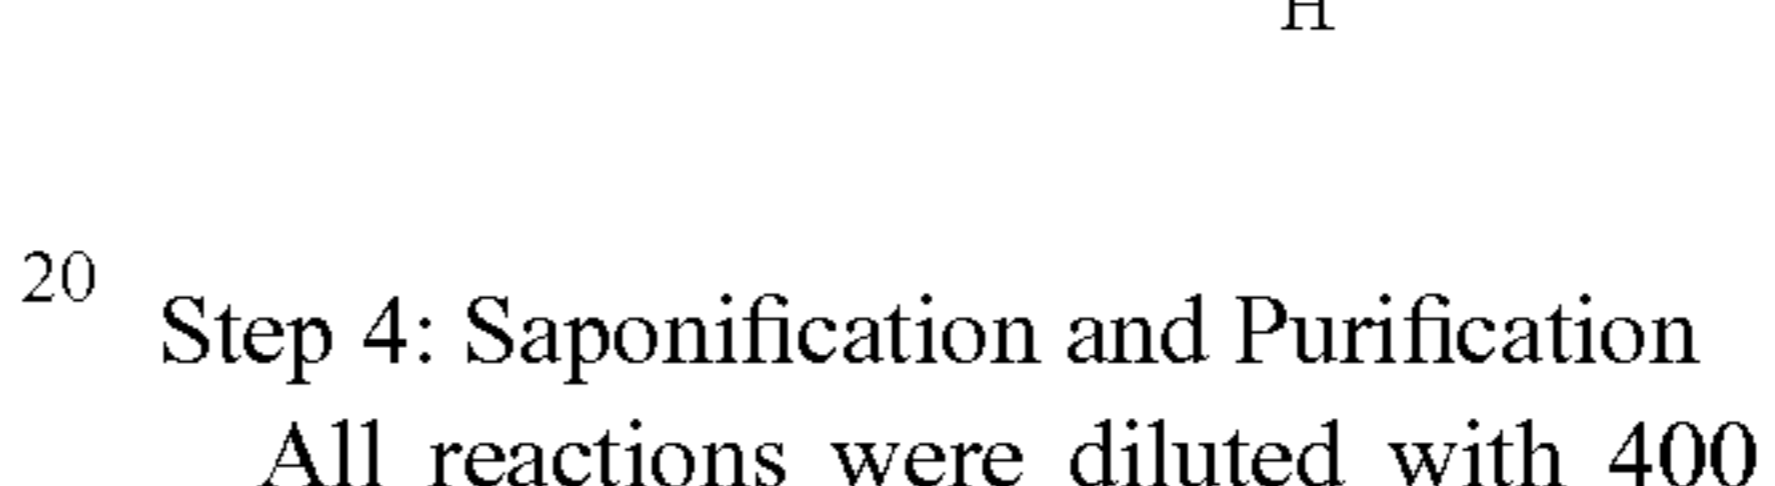 H
20
Step 4: Saponification and Purification
All reactions were diluted with 400